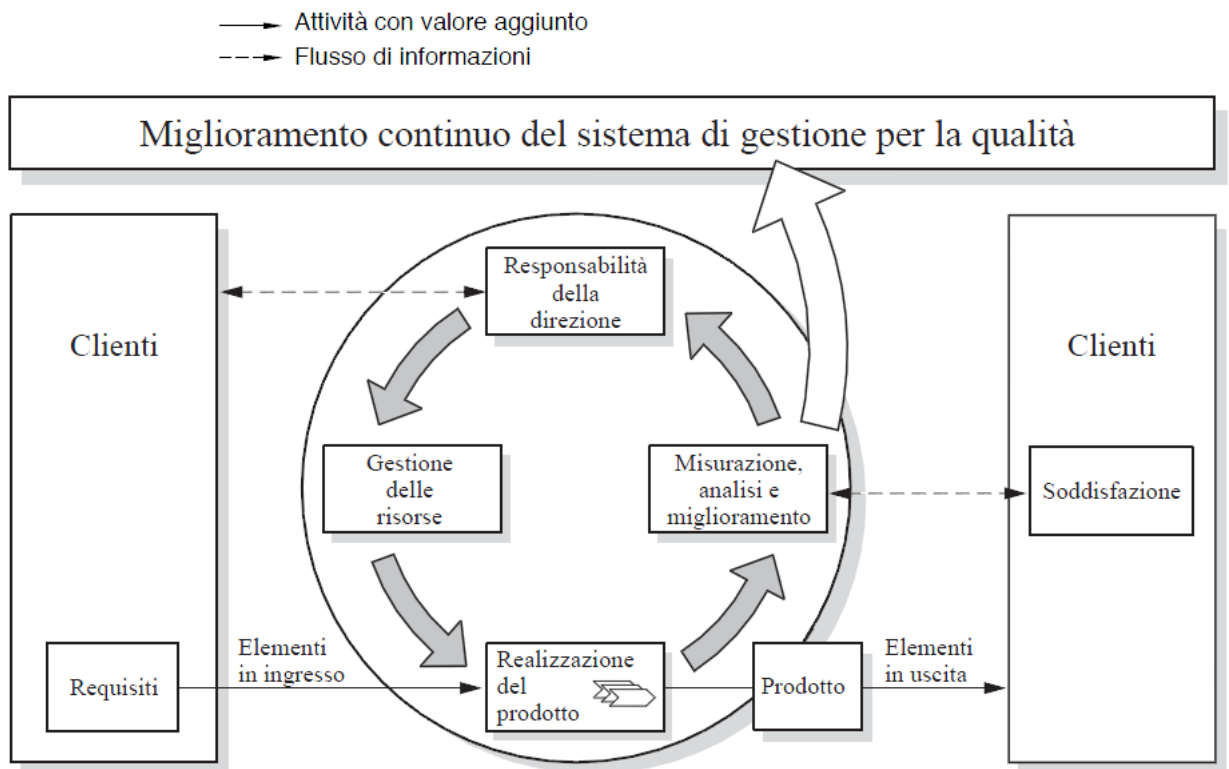 Attività con valore aggiunto
Flusso di informazioni
Miglioramento continuo del sistema di gestione per la qualità
Clienti
Responsabilità
della
direzione
Clienti
Gestione
delle
risorse
Misurazione,
analisi e
miglioramento
Soddisfazione
Requisiti
Elementi
in ingresso
Realizzazione
del
prodotto
Prodotto
Elementi
in uscita